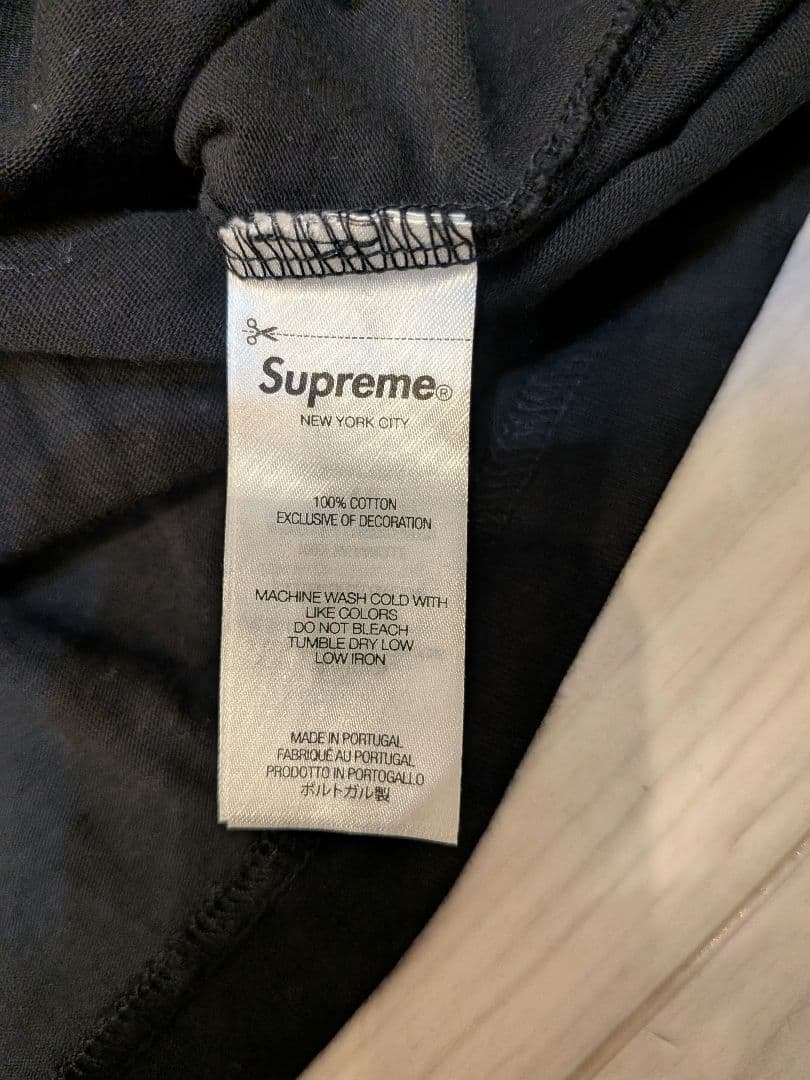 Supreme®
NEW YORK CITY
100% COTTON
EXCLUSIVE OF DECORATION
MACHINE WASH COLD WITH
LIKE COLORS
DO NOT BLEACH
TUMBLE DRY LOW
LOW IRON
MADE IN PORTUGAL
FABRIQUÉ AU PORTUGAL
PRODOTTO IN PORTOGALLO
ポルトガル製